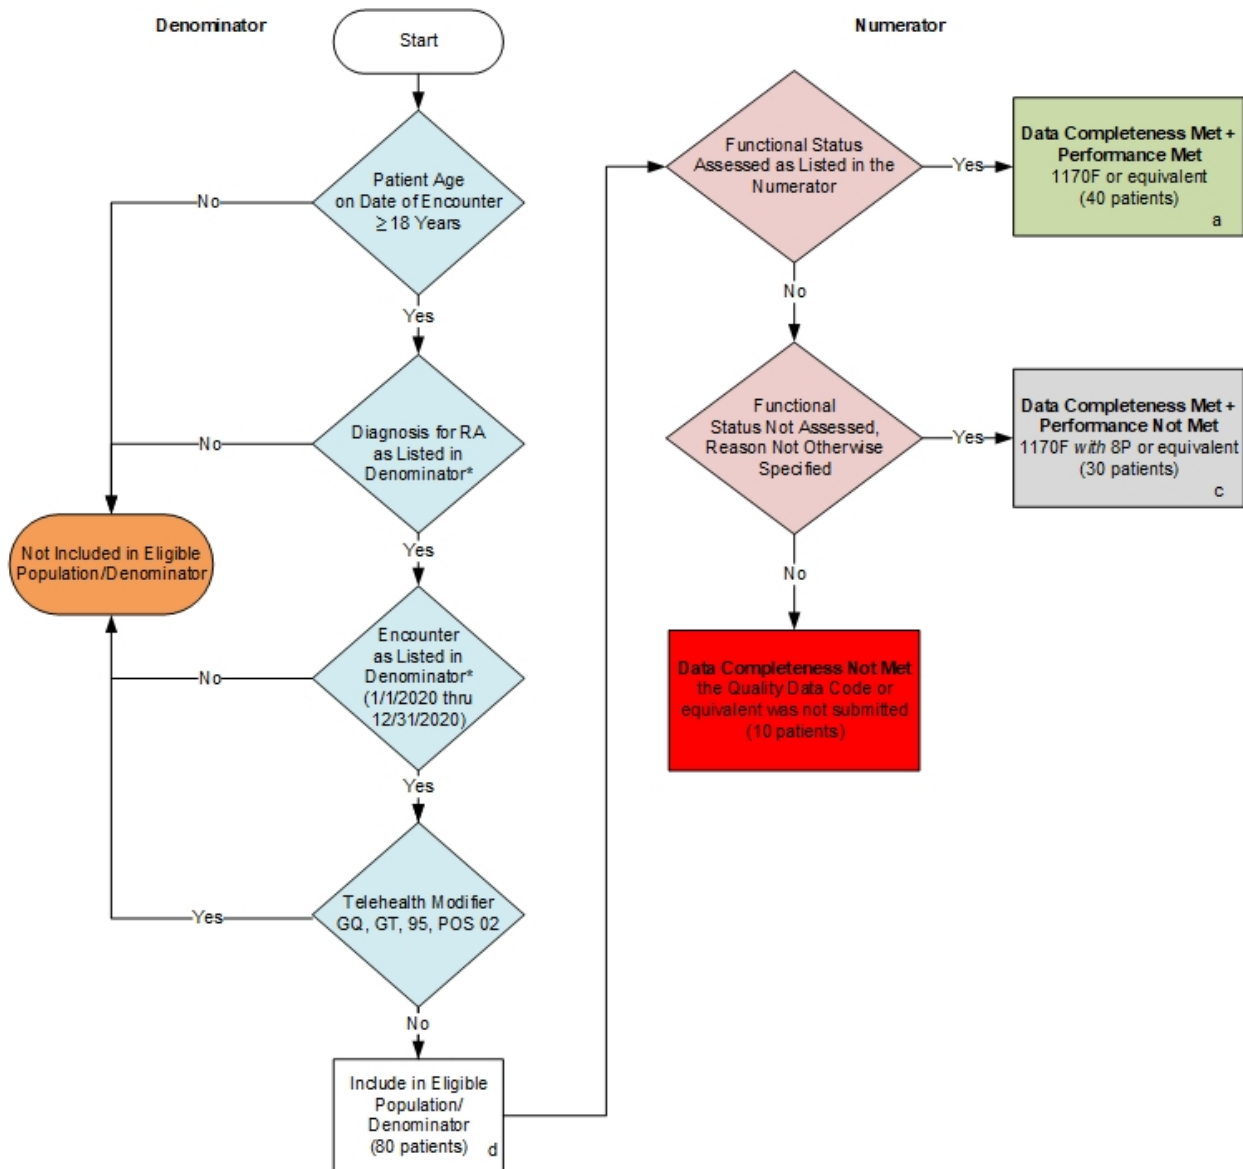 Denominator
Start
Patient Age
on Date of Encounter
≥ 18 Years
No
Yes
Diagnosis for RA
as Listed in
Denominator*
No
Yes
Not Included in Eligible
Population/Denominator
Encounter
as Listed in
Denominator*
(1/1/2020 thru
12/31/2020)
No
Yes
Telehealth Modifier
GQ, GT, 95, POS 02
Yes
No
Include in Eligible
Population/
Denominator
(80 patients)
d
Numerator
Functional Status
Assessed as Listed in the
Numerator
Yes
Data Completeness Met +
Performance Met
1170F or equivalent
(40 patients)
a
No
Functional
Status Not Assessed,
Reason Not Otherwise
Specified
Yes
Data Completeness Met +
Performance Not Met
1170F with 8P or equivalent
(30 patients)
c
No
Data Completeness Not Met
the Quality Data Code or
equivalent was not submitted
(10 patients)